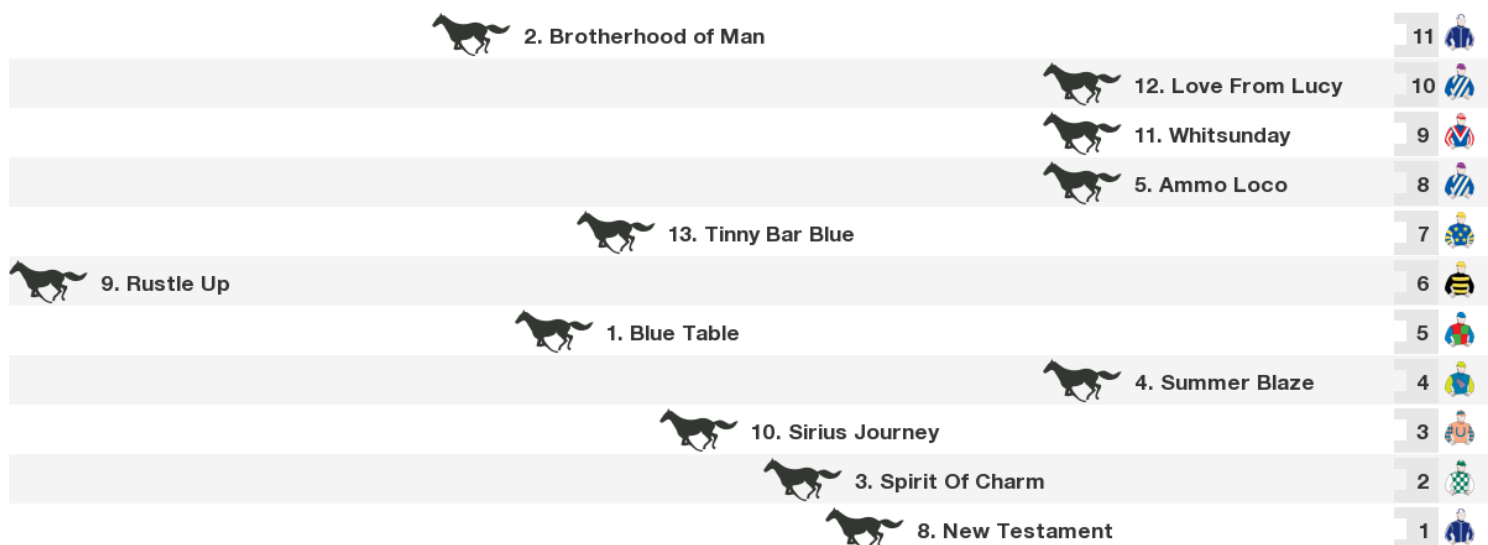 2. Brotherhood of Man 11
12. Love From Lucy 10
11. Whitsunday 9
5. Ammo Loco 8
13. Tinny Bar Blue 7
9. Rustle Up 6
1. Blue Table 5
4. Summer Blaze 4
10. Sirius Journey 3
3. Spirit Of Charm 2
8. New Testament 1